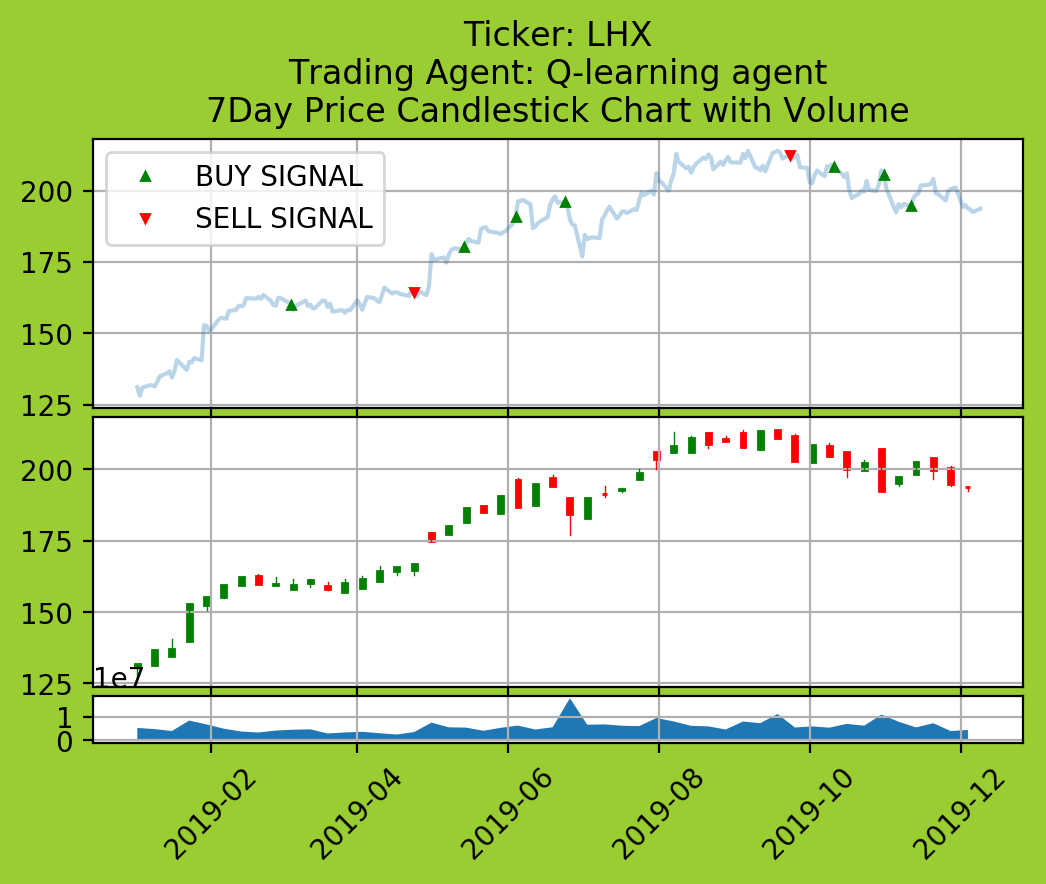 Ticker: LHX
Trading Agent: Q-learning agent
7Day Price Candlestick Chart with Volume
BUY SIGNAL
SELL SIGNAL
200
175
150
125
200
175
150
125
1e7
1
0
2019-02
2019-04
2019-06
2019-08
2019-10
2019-12